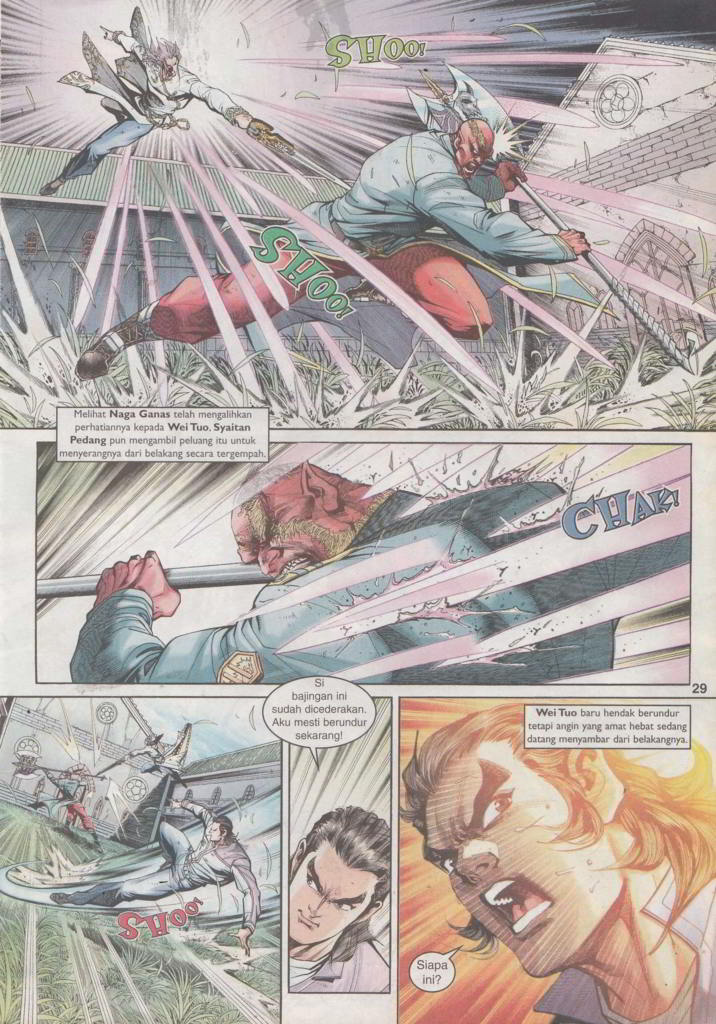 SHOO!
SHOO!
Melihat Naga Ganas telah mengalihkan
perhatiannya kepada Wei Tuo, Syaitan
Pedang pun mengambil peluang itu untuk
menyerangnya dari belakang secara tergempah.
CHAK!
29
Si
bajingan ini
sudah dicederakan.
Aku mesti berundur
sekarang!
SHOO!
Wei Tuo baru hendak berundur
tetapi angin yang amat hebat sedang
datang menyambar dari belakangnya.
Siapa
ini?